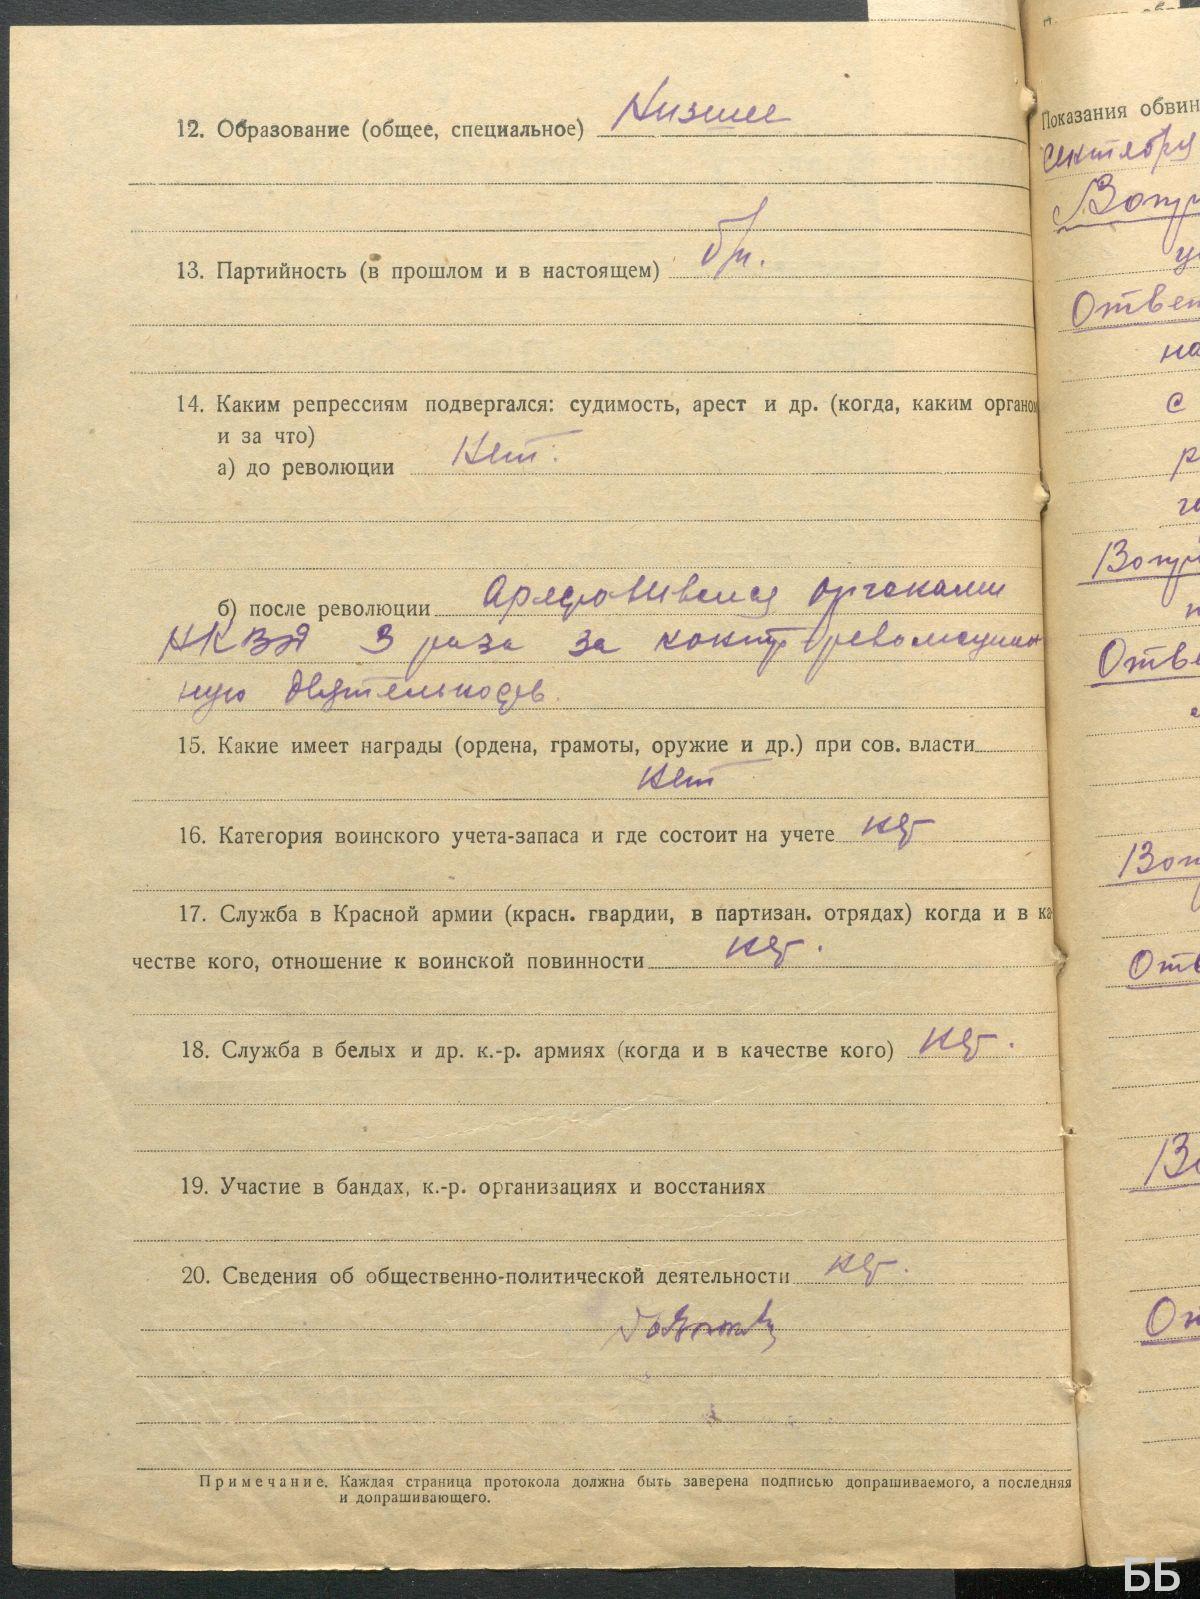 12. Образование (общее, специальное) Низшее
13. Партийность (в прошлом и в настоящем) б/п.
14. Каким репрессиям подвергался: судимость, арест и др. (когда, каким органом
и за что)
а) до революции Нет.
б) после революции Арестовывался органами
НКВД 3 раза за контрреволюцион
ную деятельность.
15. Какие имеет награды (ордена, грамоты, оружие и др.) при сов. власти
Нет
16. Категория воинского учета-запаса и где состоит на учете нет
17. Служба в Красной армии (красн. гвардии, в партизан. отрядах) когда и в ка
честве кого, отношение к воинской повинности нет.
18. Служба в белых и др. к.-р. армиях (когда и в качестве кого) нет.
19. Участие в бандах, к.-р. организациях и восстаниях
20. Сведения об общественно-политической деятельности нет.
Примечание. Каждая страница протокола должна быть заверена подписью допрашиваемого, а последняя
и допрашивающего.
Показания обвин
сентября
Вопр
Ответ
на
с
Вопр
Отве
Воп
Отв
Во
От
ББ